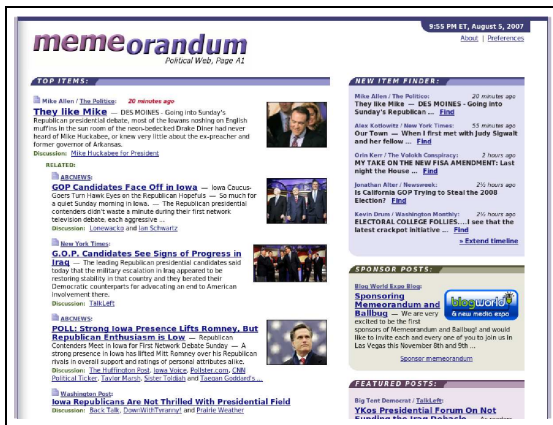 9:55 PM ET, August 5, 2007
memeorandum
Political Web, Page A1
About | Preferences
TOP ITEMS:
Mike Allen / The Politico: 20 minutes ago
They like Mike — DES MOINES - Going into Sunday's
Republican presidential debate, most of the Iowans noshing on English
muffins in the sun room of the neon-bedecked Drake Diner had never
heard of Mike Huckabee, or knew very little about the ex-preacher and
former governor of Arkansas.
Discussion: Mike Huckabee for President
RELATED:
ABCNEWS:
GOP Candidates Face Off in Iowa — Iowa Caucus-
Goers Turn Hawk Eyes on the Republican Hopefuls — So much for
a quiet Sunday morning in Iowa. — The Republican presidential
contenders didn't waste a minute during their first network
television debate, each aggressive ...
Discussion: Lonewacko and Ian Schwartz
New York Times:
G.O.P. Candidates See Signs of Progress in
Iraq — The leading Republican presidential candidates said
today that the military escalation in Iraq appeared to be
restoring stability in that country and they berated their
Democratic counterparts for advocating an end to American
involvement there.
Discussion: TalkLeft
ABCNEWS:
POLL: Strong Iowa Presence Lifts Romney, But
Republican Enthusiasm is Low — Republican
Contenders Meet in Iowa for First Network Debate Sunday — A
strong presence in Iowa has lifted Mitt Romney over his Republican
rivals in overall support and ratings of personal attributes alike.
Discussion: The Huffington Post, Iowa Voice, Pollster.com, CNN
Political Ticker, Taylor Marsh, Sister Toldjah and Taegan Goddard's ...
Washington Post:
Iowa Republicans Are Not Thrilled With Presidential Field
Discussion: Back Talk, DownWithTyranny! and Prairie Weather
NEW ITEM FINDER:
Mike Allen / The Politico: 20 minutes ago
They like Mike — DES MOINES - Going into
Sunday's Republican ... Find
Alex Kotlowitz / New York Times: 55 minutes ago
Our Town — When I first met with Judy Sigwalt
and her fellow ... Find
Orin Kerr / The Volokh Conspiracy: 2 hours ago
MY TAKE ON THE NEW FISA AMENDMENT: Last
night the House ... Find
Jonathan Alter / Newsweek: 2½ hours ago
Is California GOP Trying to Steal the 2008
Election? Find
Kevin Drum / Washington Monthly: 2½ hours ago
ELECTORAL COLLEGE FOLLIES....I see that the
latest crackpot initiative ... Find
» Extend timeline
SPONSOR POSTS:
Blog World Expo Blog:
Sponsoring
Memeorandum and
Ballbug — We are very
excited to be the first
sponsors of Memeorandum and Ballbug! and would
like to invite each and every one of you to join us in
Las Vegas this November 8th and 9th ...
blogworld
& new media expo
Sponsor memeorandum
FEATURED POSTS:
Big Tent Democrat / TalkLeft:
YKos Presidential Forum On Not
Funding the Iraq Debacle